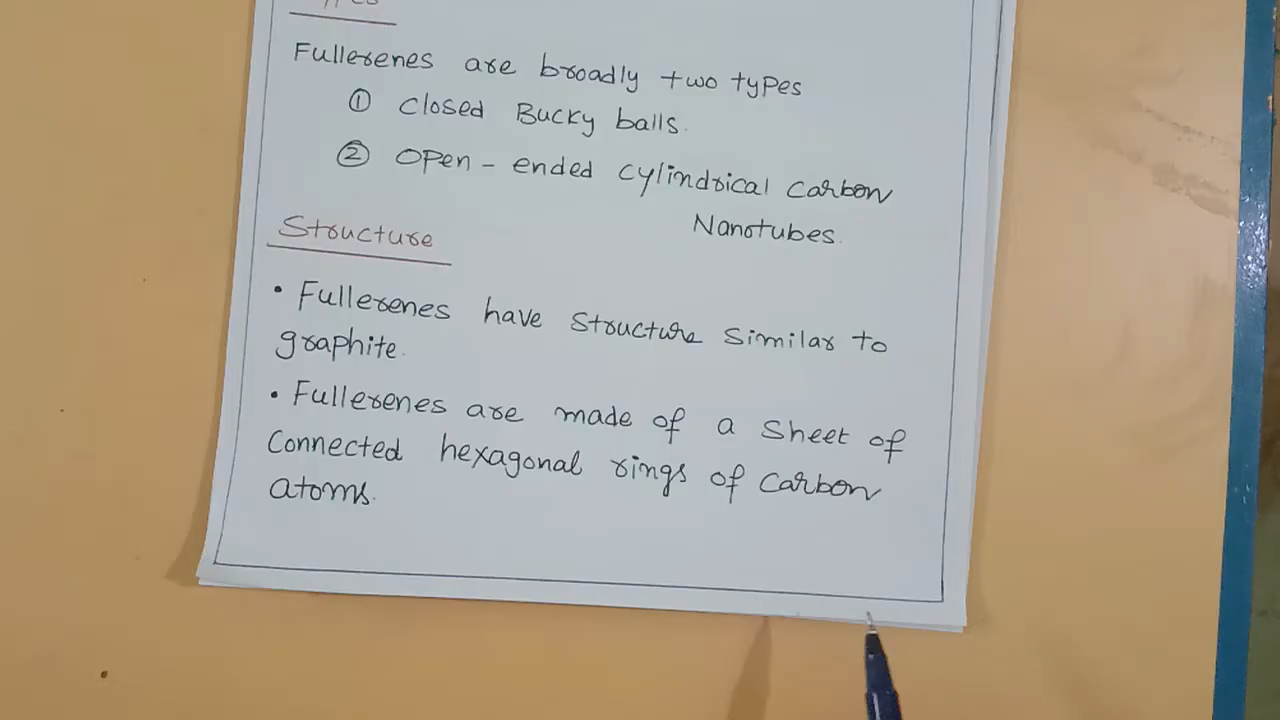 Fullerenes are broadly two types
① closed Bucky balls.
② Open - ended cylindrical carbon
Nanotubes.
Structure
• Fullerenes have structure similar to
graphite.
• Fullerenes are made of a sheet of
connected hexagonal rings of carbon
atoms.